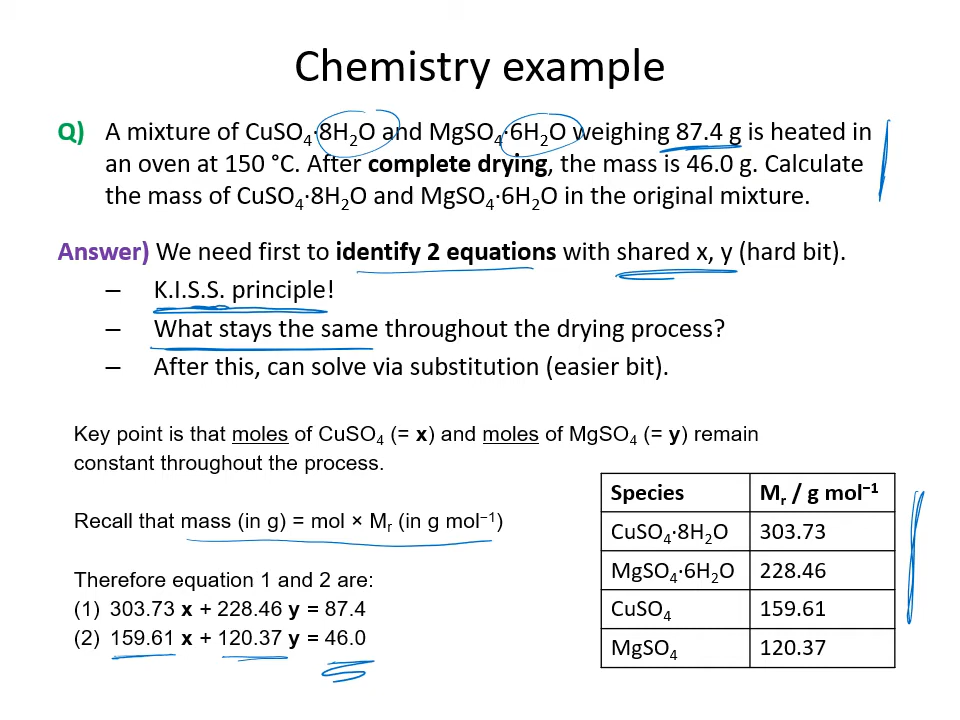 Chemistry example
Q) A mixture of CuSO₄·8H₂O and MgSO₄·6H₂O weighing 87.4 g is heated in
an oven at 150 °C. After complete drying, the mass is 46.0 g. Calculate
the mass of CuSO₄·8H₂O and MgSO₄·6H₂O in the original mixture.
Answer) We need first to identify 2 equations with shared x, y (hard bit).
– K.I.S.S. principle!
– What stays the same throughout the drying process?
– After this, can solve via substitution (easier bit).
Key point is that moles of CuSO₄ (= x) and moles of MgSO₄ (= y) remain
constant throughout the process.
Recall that mass (in g) = mol × Mᵣ (in g mol⁻¹)
Therefore equation 1 and 2 are:
(1) 303.73 x + 228.46 y = 87.4
(2) 159.61 x + 120.37 y = 46.0
Species Mᵣ / g mol⁻¹
CuSO₄·8H₂O 303.73
MgSO₄·6H₂O 228.46
CuSO₄ 159.61
MgSO₄ 120.37